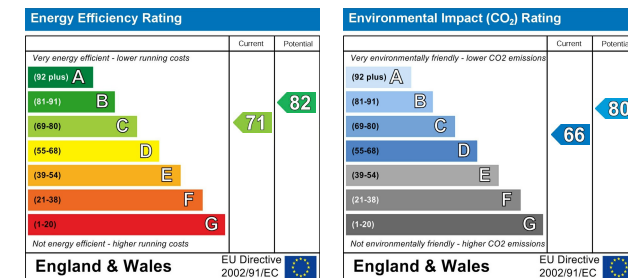 Energy Efficiency Rating
Current Potential
Very energy efficient - lower running costs
(92 plus) A
(81-91) B
82
(69-80) C
71
(55-68) D
(39-54) E
(21-38) F
(1-20) G
Not energy efficient - higher running costs
England & Wales
EU Directive
2002/91/EC
Environmental Impact (CO2) Rating
Current Potentia
Very environmentally friendly - lower CO2 emissions
(92 plus) A
(81-91) B
80
(69-80) C
66
(55-68) D
(39-54) E
(21-38) F
(1-20) G
Not environmentally friendly - higher CO2 emissions
England & Wales
EU Directive
2002/91/EC